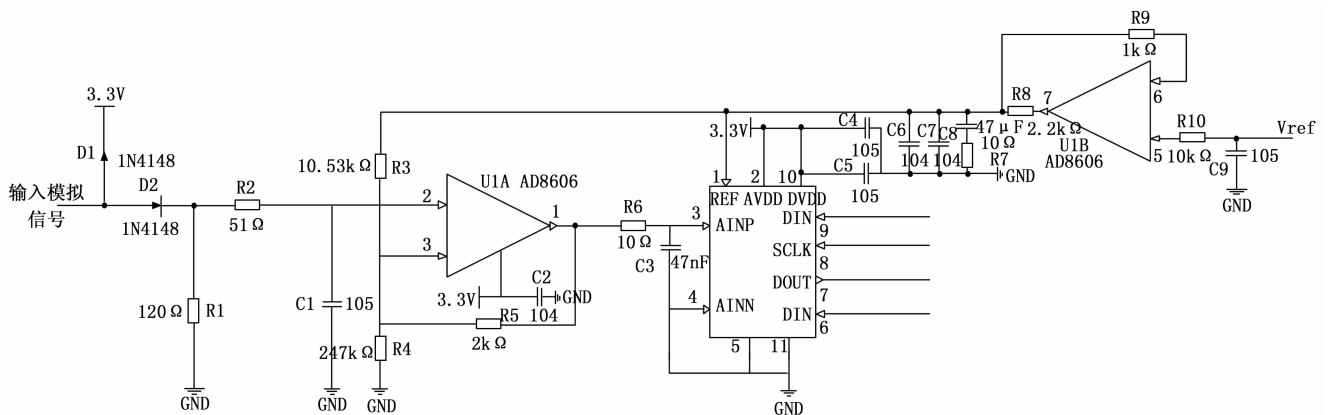 R9
1kΩ
3.3V
R8
7
6
47μF
2.2kΩ
10Ω
U1B
AD8606
R10
Vref
5
10kΩ
C9
105
GND
C4
3.3V
105
C5
105
C6
C7
C8
104
104
R7
GND
D1
1N4148
D2
1N4148
输入模拟
信号
R2
51Ω
10.53kΩ
R3
U1A AD8606
2
3
1
R6
10Ω
C3
47nF
1
2
10
REF
AVDD
DVDD
3
AINP
DIN
9
SCLK
8
DOUT
7
4
AINN
DIN
6
5
11
GND
120Ω
R1
GND
C1
105
GND
3.3V
C2
GND
104
R5
2kΩ
247kΩ
R4
GND